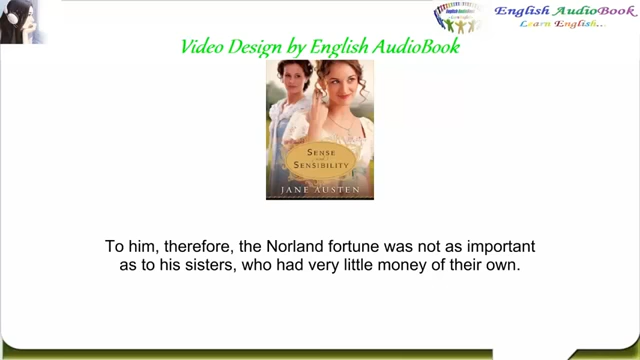 English AudioBook
Learn English...
Video Design by English AudioBook
SENSE
and
SENSIBILITY
JANE AUSTEN
To him, therefore, the Norland fortune was not as important
as to his sisters, who had very little money of their own.